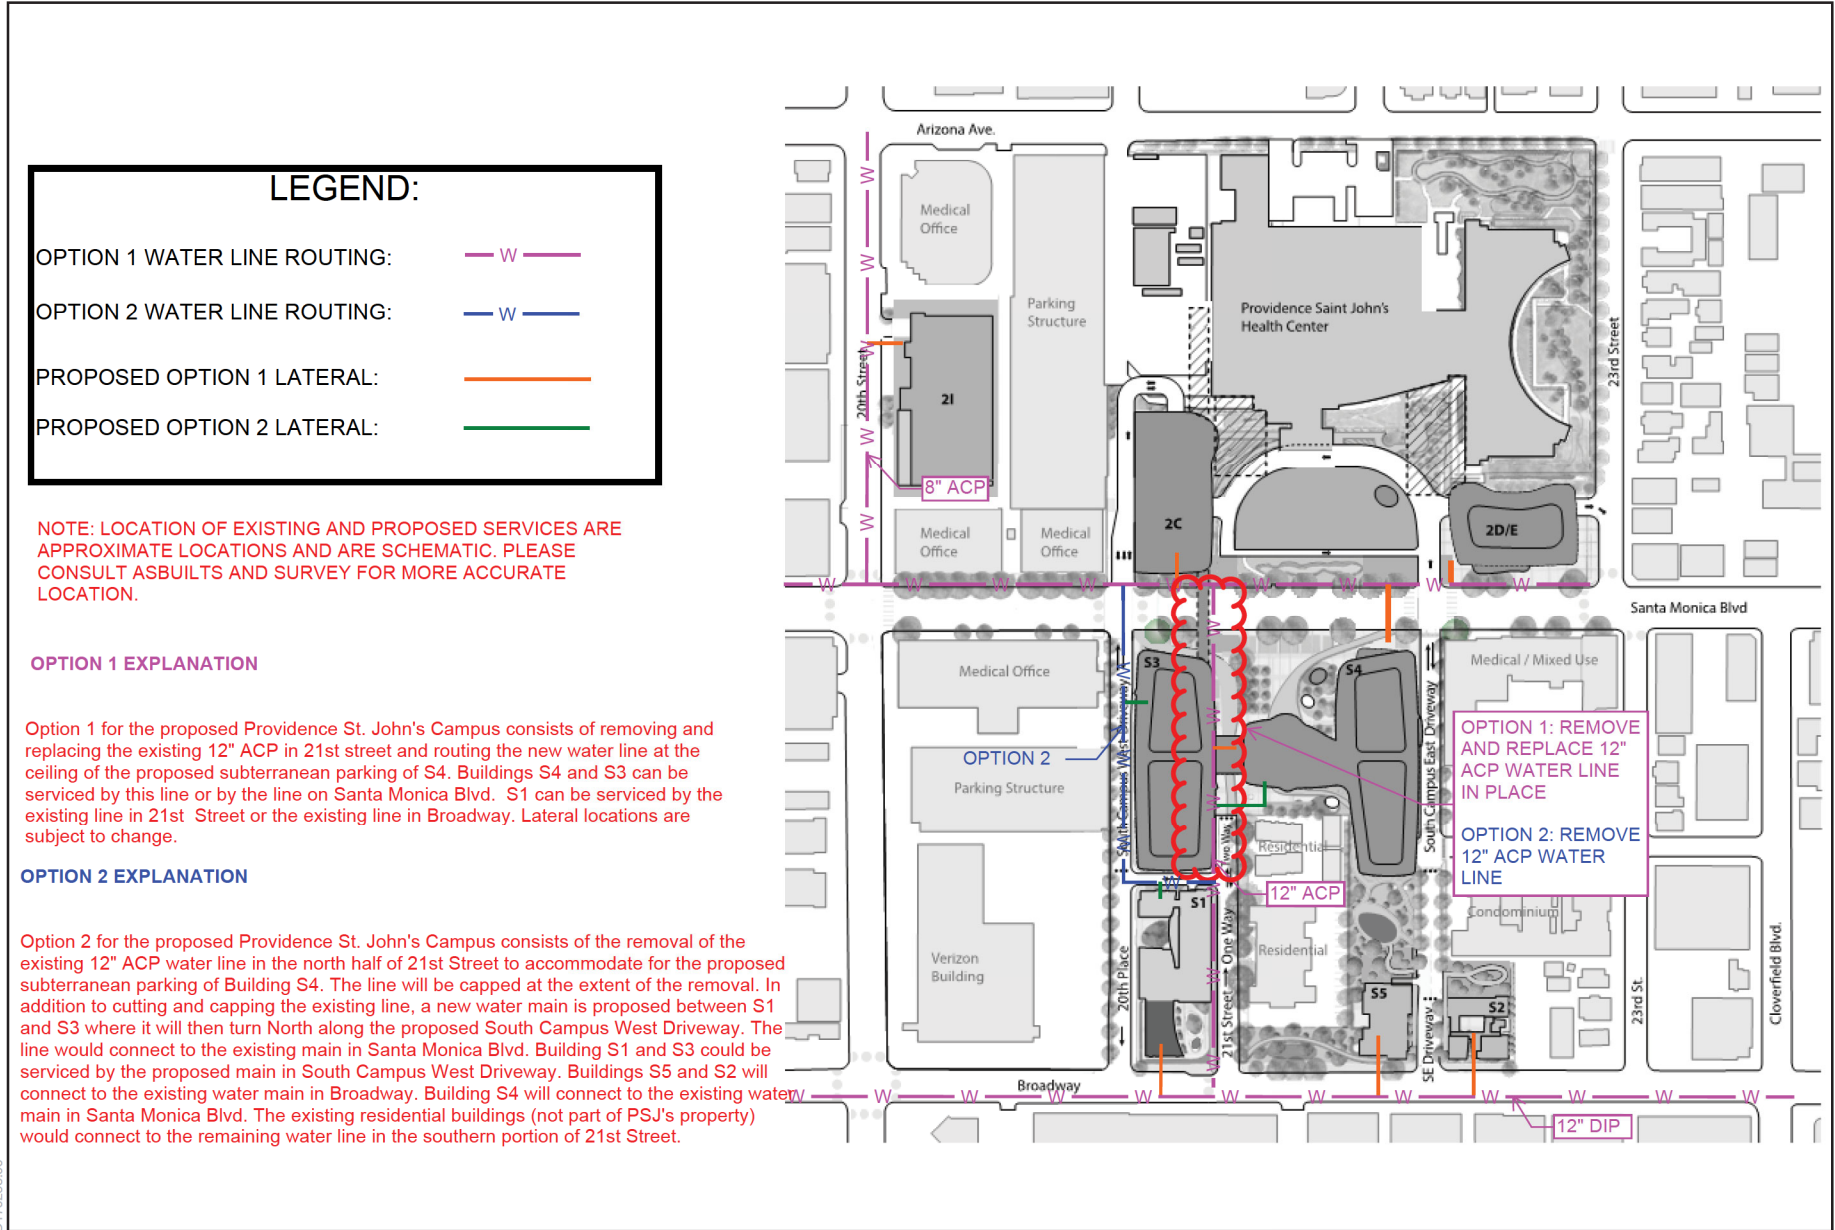 LEGEND:
OPTION 1 WATER LINE ROUTING:
W
OPTION 2 WATER LINE ROUTING:
W
PROPOSED OPTION 1 LATERAL:
PROPOSED OPTION 2 LATERAL:
NOTE: LOCATION OF EXISTING AND PROPOSED SERVICES ARE
APPROXIMATE LOCATIONS AND ARE SCHEMATIC. PLEASE
CONSULT ASBUILTS AND SURVEY FOR MORE ACCURATE
LOCATION.
OPTION 1 EXPLANATION
Option 1 for the proposed Providence St. John's Campus consists of removing and
replacing the existing 12" ACP in 21st street and routing the new water line at the
ceiling of the proposed subterranean parking of S4. Buildings S4 and S3 can be
serviced by this line or by the line on Santa Monica Blvd.  S1 can be serviced by the
existing line in 21st  Street or the existing line in Broadway. Lateral locations are
subject to change.
OPTION 2 EXPLANATION
Option 2 for the proposed Providence St. John's Campus consists of the removal of the
existing 12" ACP water line in the north half of 21st Street to accommodate for the proposed
subterranean parking of Building S4. The line will be capped at the extent of the removal. In
addition to cutting and capping the existing line, a new water main is proposed between S1
and S3 where it will then turn North along the proposed South Campus West Driveway. The
line would connect to the existing main in Santa Monica Blvd. Building S1 and S3 could be
serviced by the proposed main in South Campus West Driveway. Buildings S5 and S2 will
connect to the existing water main in Broadway. Building S4 will connect to the existing water
main in Santa Monica Blvd. The existing residential buildings (not part of PSJ's property)
would connect to the remaining water line in the southern portion of 21st Street.
Arizona Ave.
Medical
Office
Parking
Structure
Providence Saint John's
Health Center
20th Street
23rd Street
2I
8" ACP
2C
2D/E
Medical
Office
Medical
Office
W W W W W
W W W W W W W W
Santa Monica Blvd
Medical Office
S3
S4
Medical / Mixed Use
South Campus West Driveway
South Campus East Driveway
OPTION 2
Parking Structure
OPTION 1: REMOVE
AND REPLACE 12"
ACP WATER LINE
IN PLACE
OPTION 2: REMOVE
12" ACP WATER
LINE
Two Way
Residential
12" ACP
S1
Condominium
Verizon
Building
20th Place
21st Street
One Way
Residential
S5
S2
SE Driveway
23rd St.
Cloverfield Blvd.
Broadway
W W W W W W W W W W W W
12" DIP